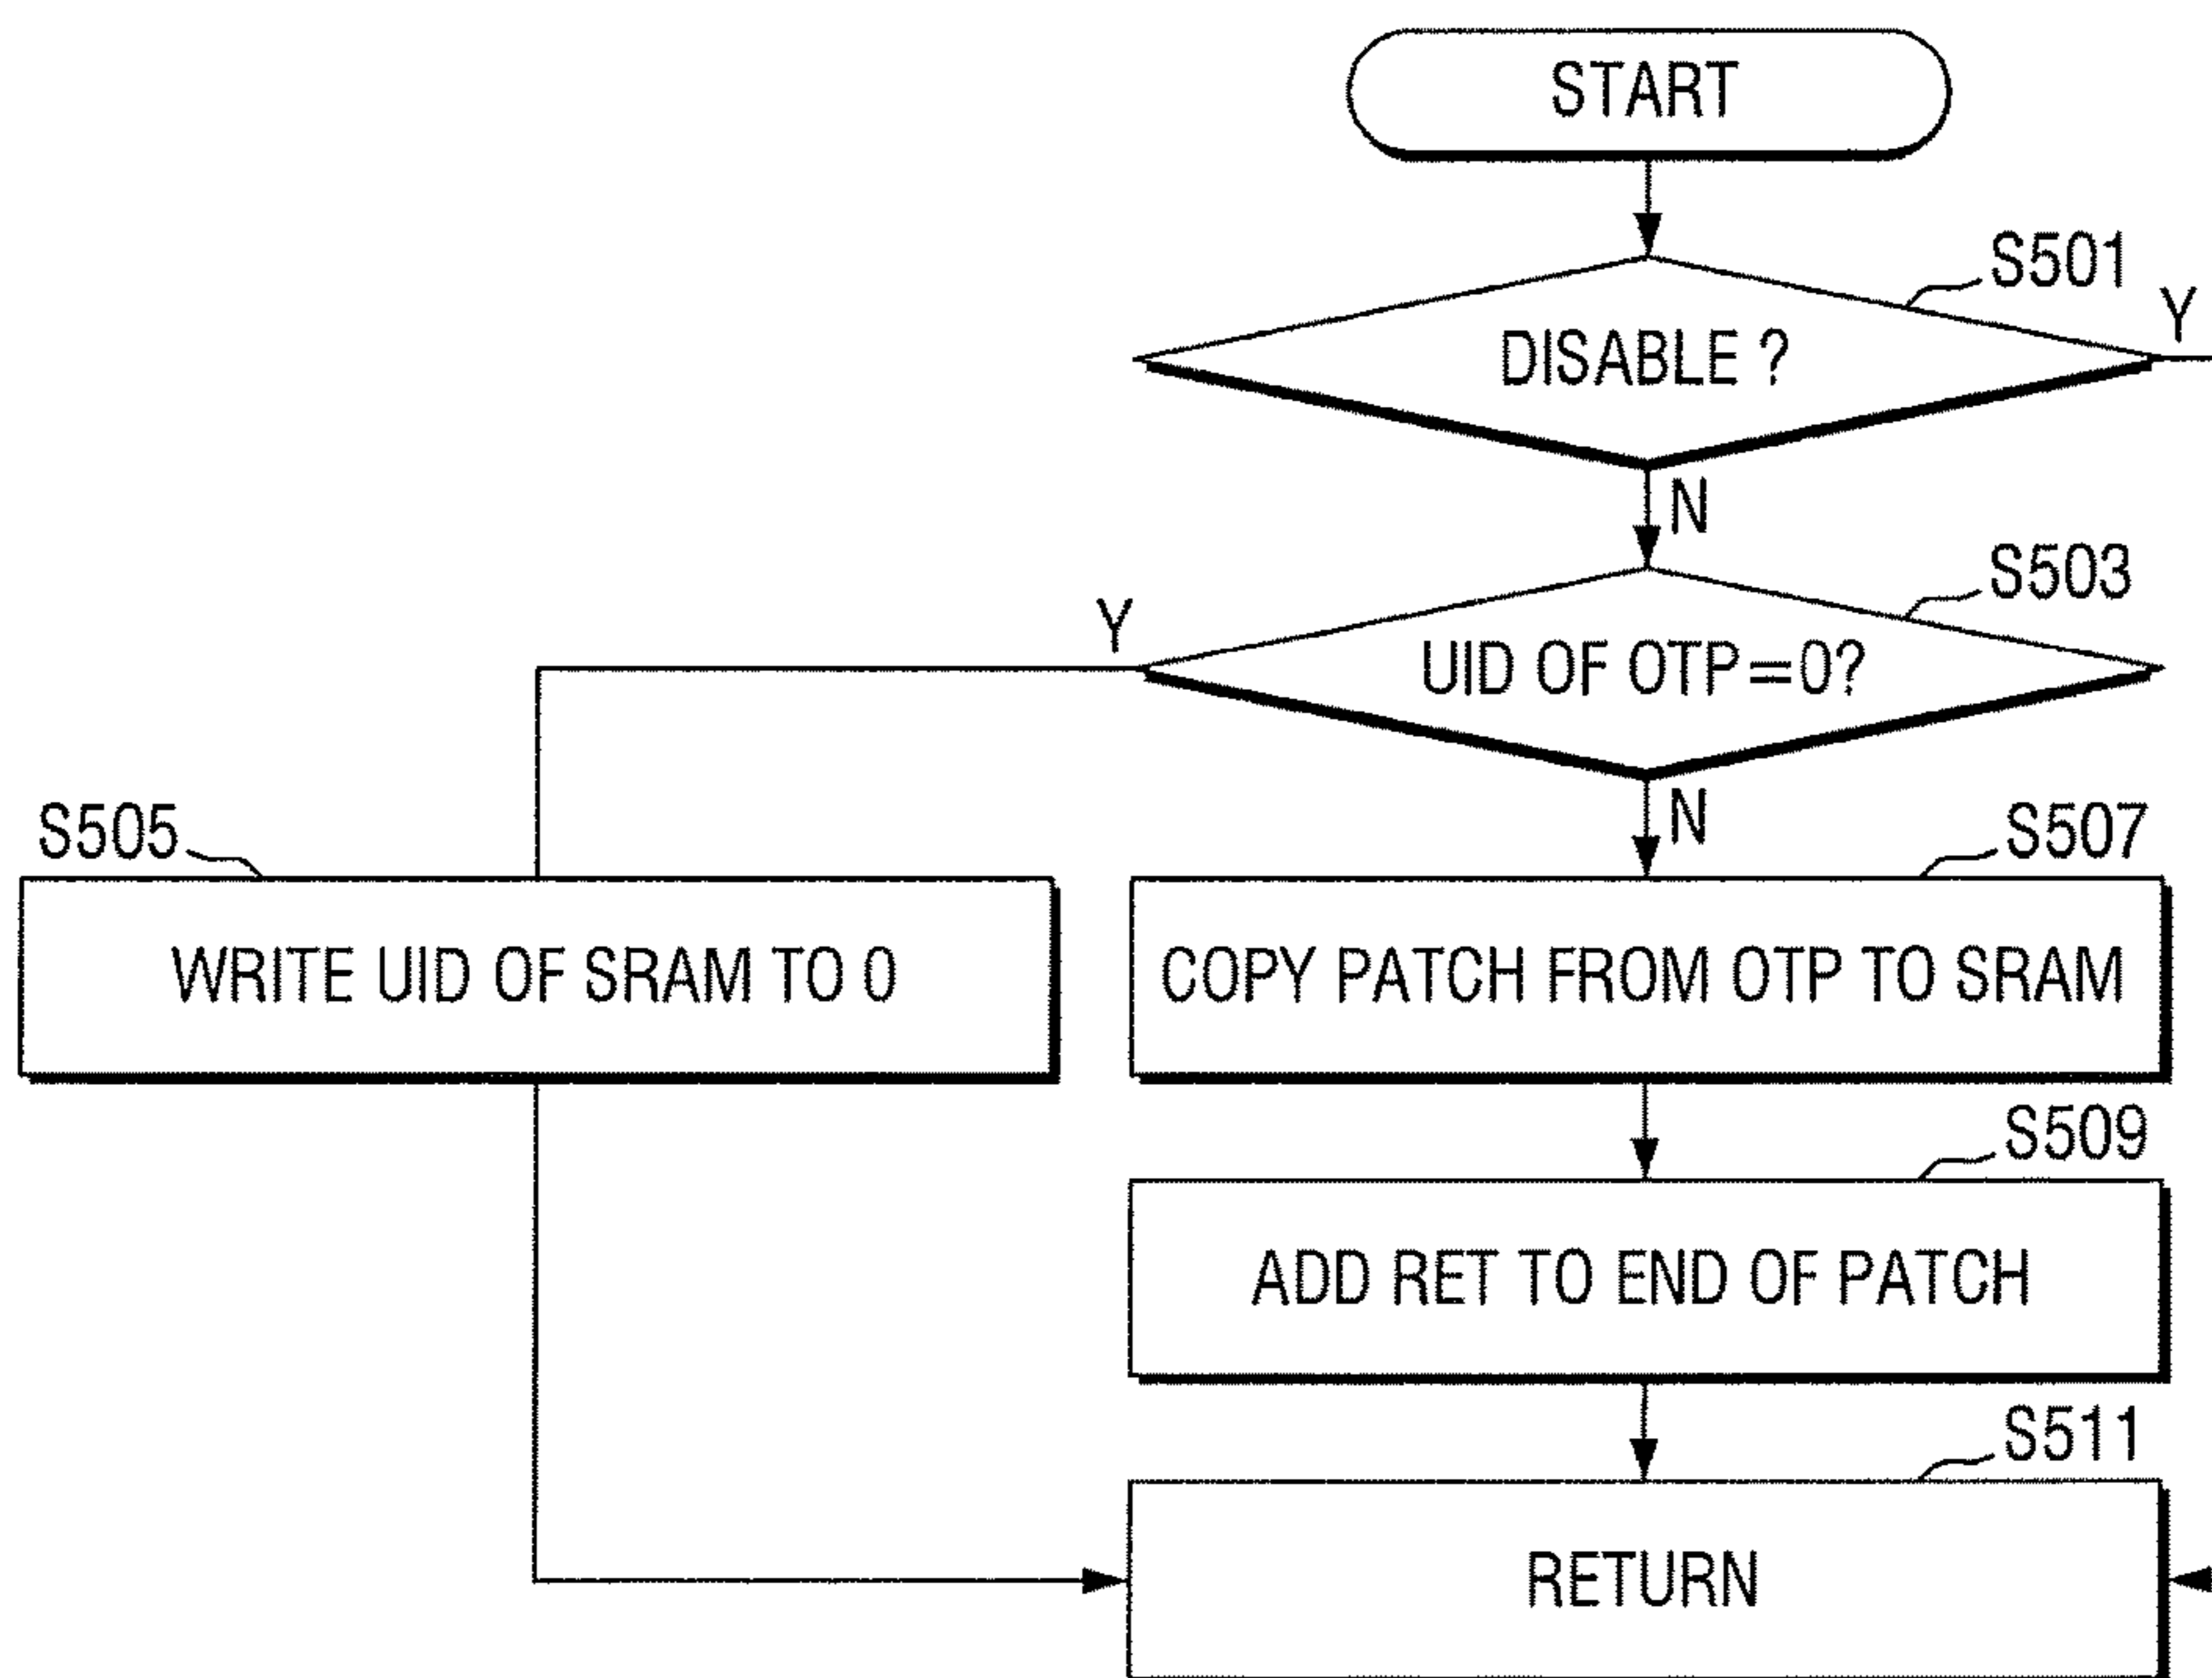 START
S501
DISABLE ?
Y
N
S503
Y
UID OF OTP=0?
N
S505
S507
WRITE UID OF SRAM TO 0
COPY PATCH FROM OTP TO SRAM
S509
ADD RET TO END OF PATCH
S511
RETURN